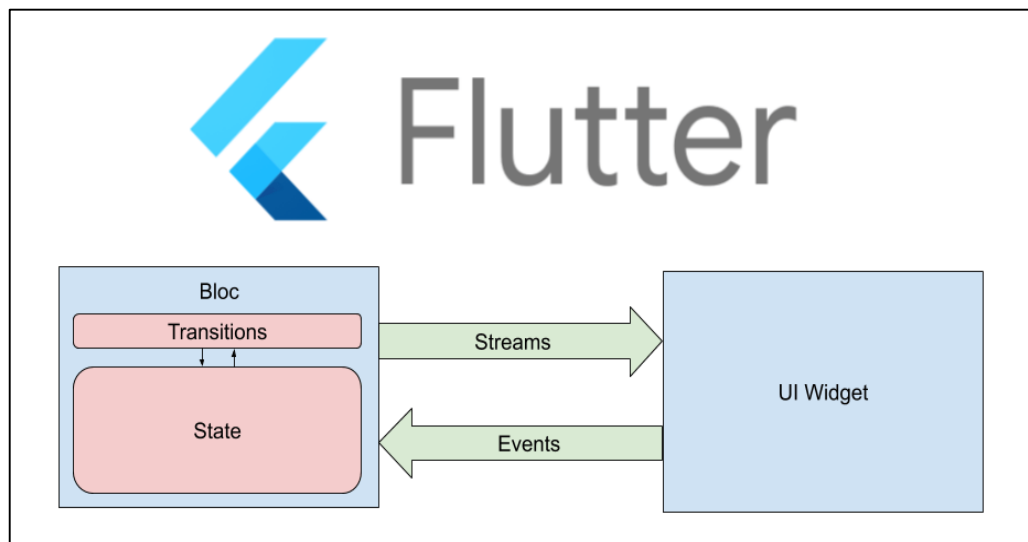 Flutter
Bloc
Transitions
State
Streams
Events
UI Widget